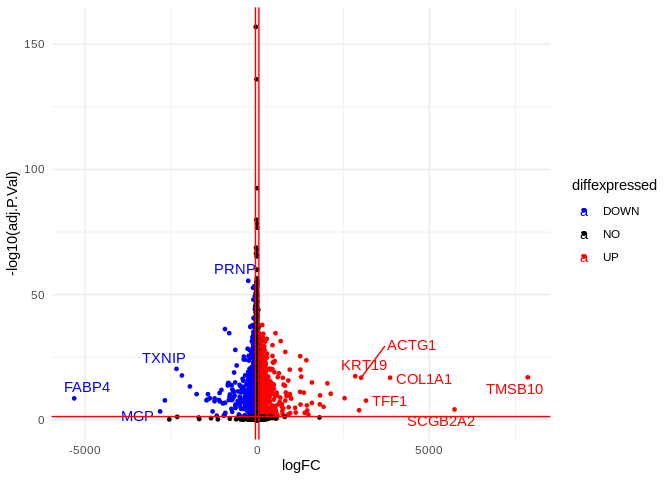 150
100
50
0
-log10(adj.P.Val)
-5000
0
5000
logFC
PRNP
TXNIP
FABP4
MGP
ACTG1
KRT19
COL1A1
TFF1
TMSB10
SCGB2A2
diffexpressed
a DOWN
a NO
a UP